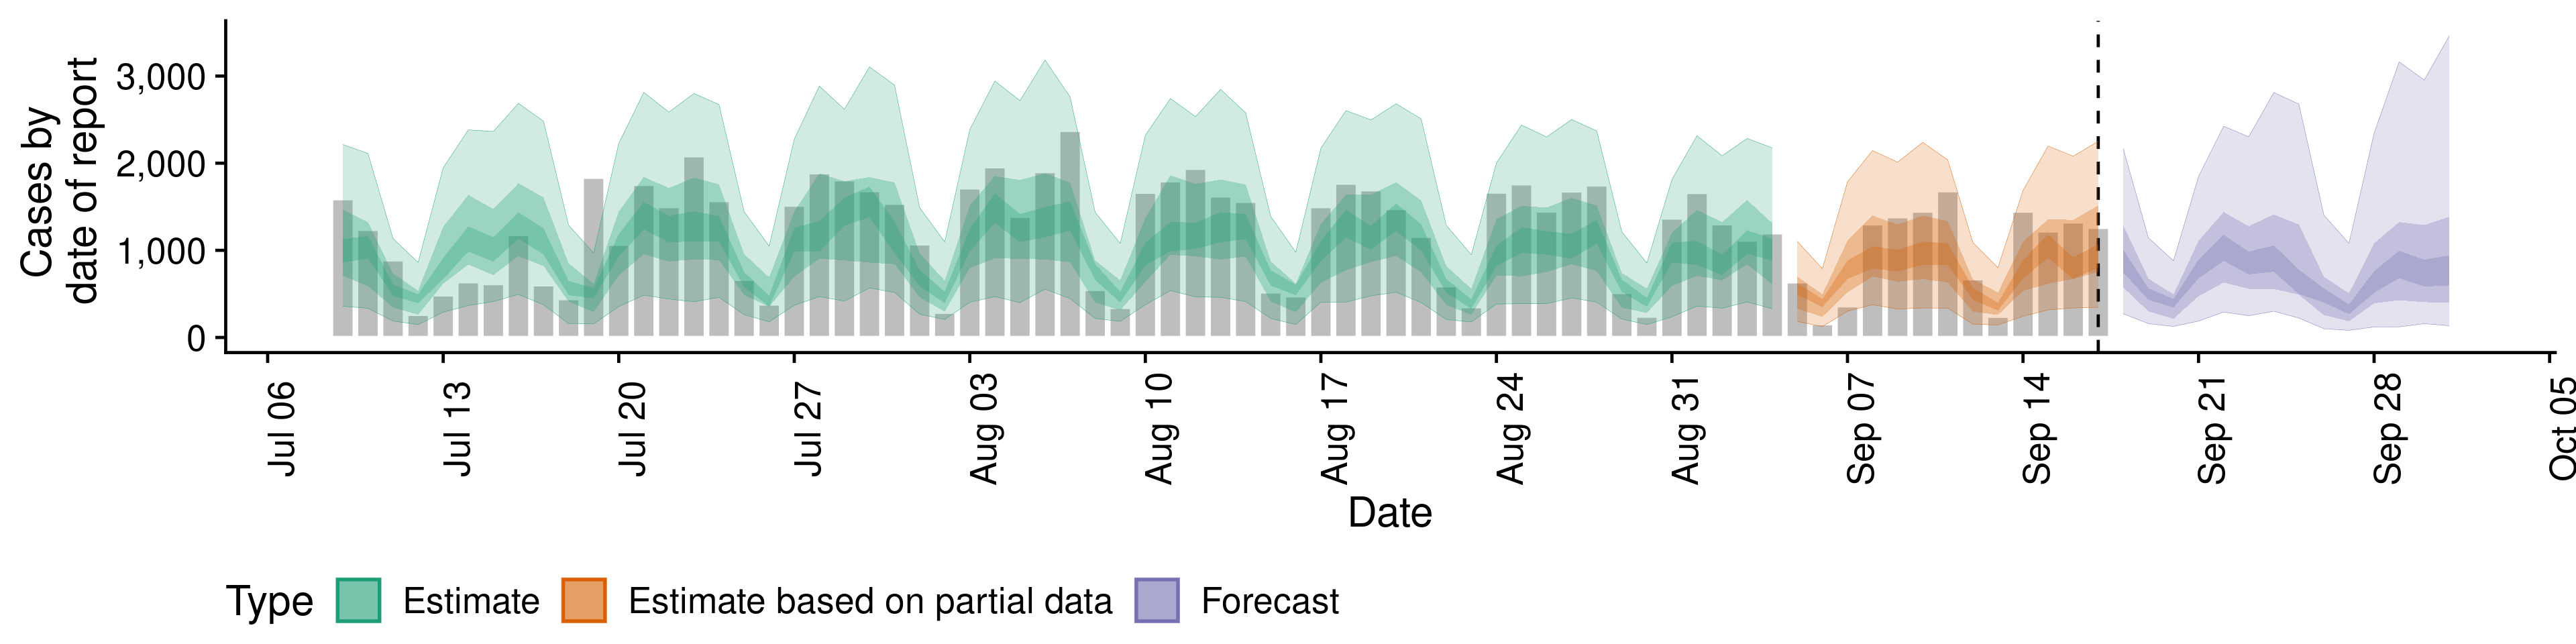 Cases by
date of report
3,000
2,000
1,000
0
Jul 06
Jul 13
Jul 20
Jul 27
Aug 03
Aug 10
Aug 17
Aug 24
Aug 31
Sep 07
Sep 14
Sep 21
Sep 28
Oct 05
Date
Type
Estimate
Estimate based on partial data
Forecast